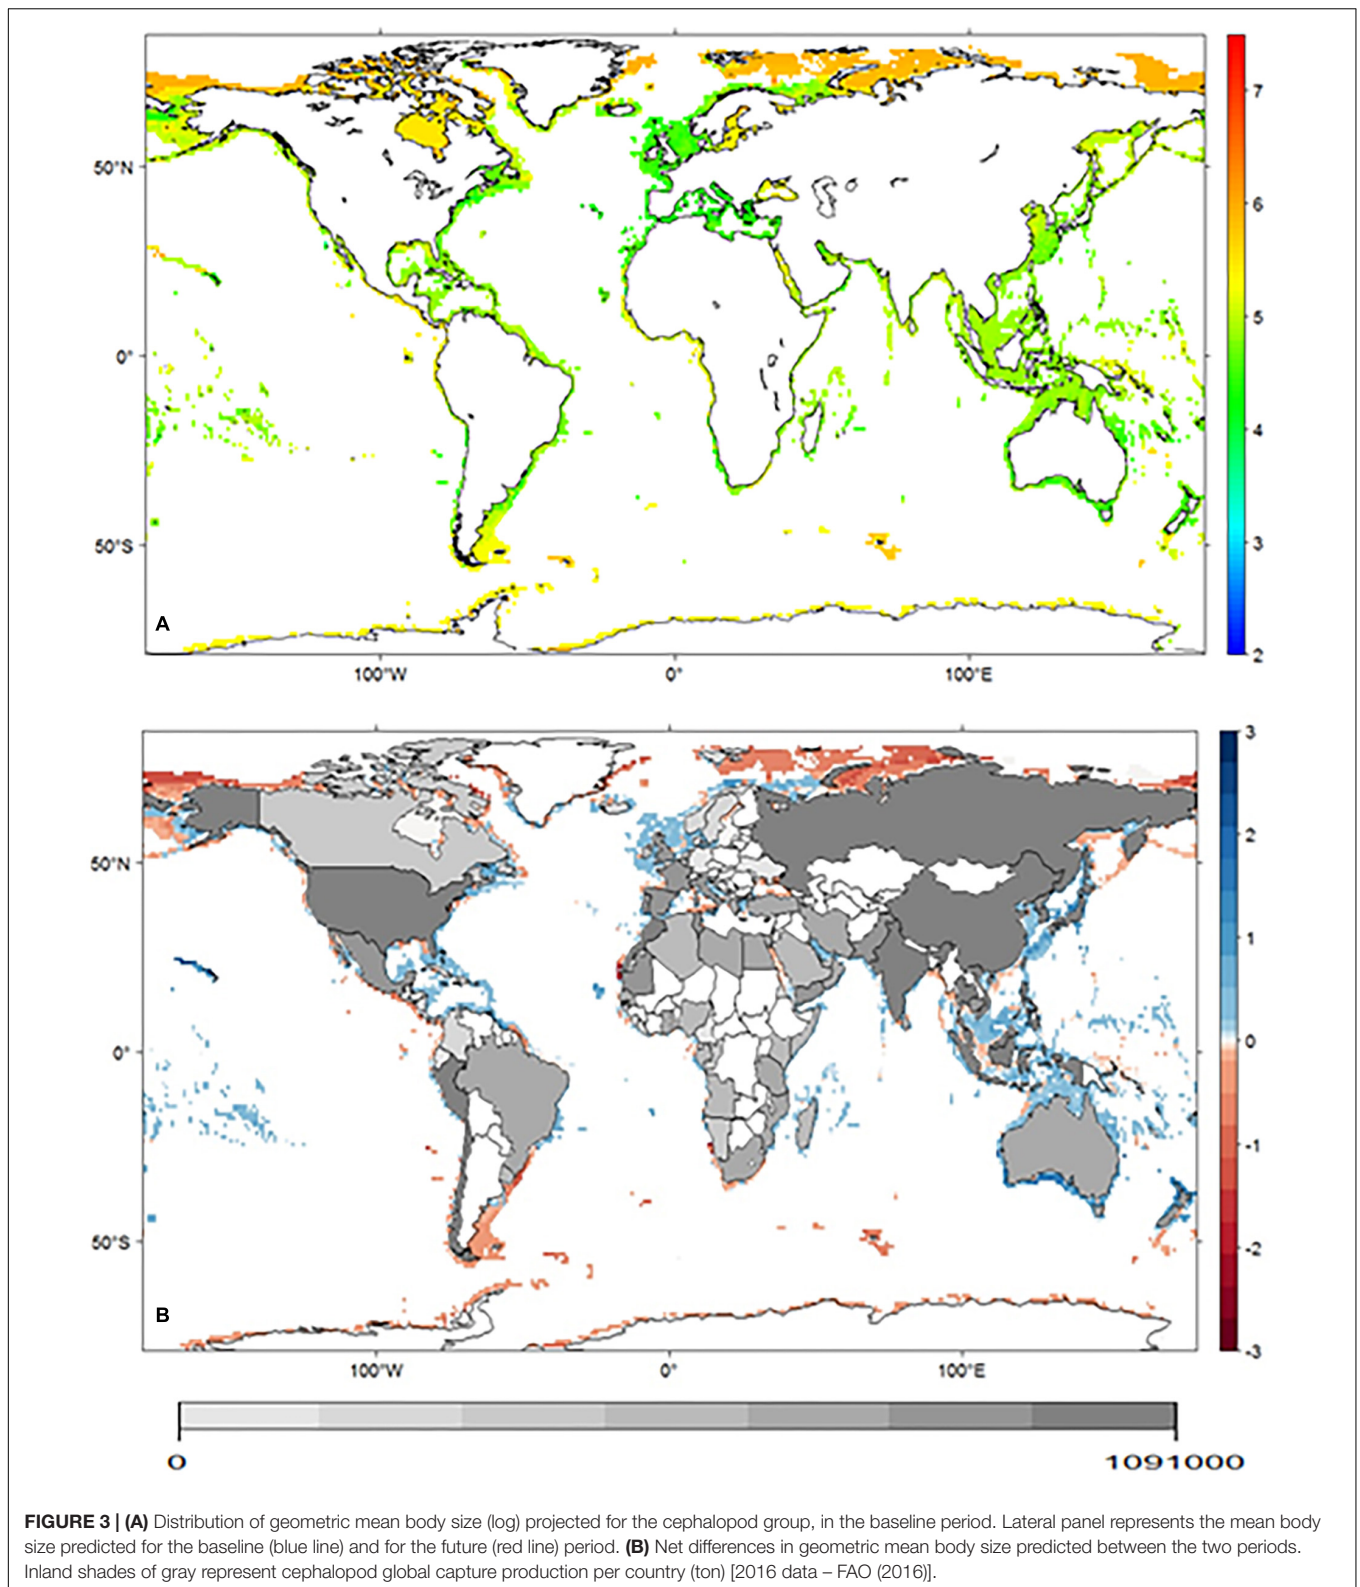 7
6
50°N
5
0°
4
50°S
3
A
2
100°W 0° 100°E
3
2
50°N
1
0°
0
-1
50°S
-2
B
-3
100°W 0° 100°E
0 1091000
FIGURE 3 | (A) Distribution of geometric mean body size (log) projected for the cephalopod group, in the baseline period. Lateral panel represents the mean body
size predicted for the baseline (blue line) and for the future (red line) period. (B) Net differences in geometric mean body size predicted between the two periods.
Inland shades of gray represent cephalopod global capture production per country (ton) [2016 data – FAO (2016)].